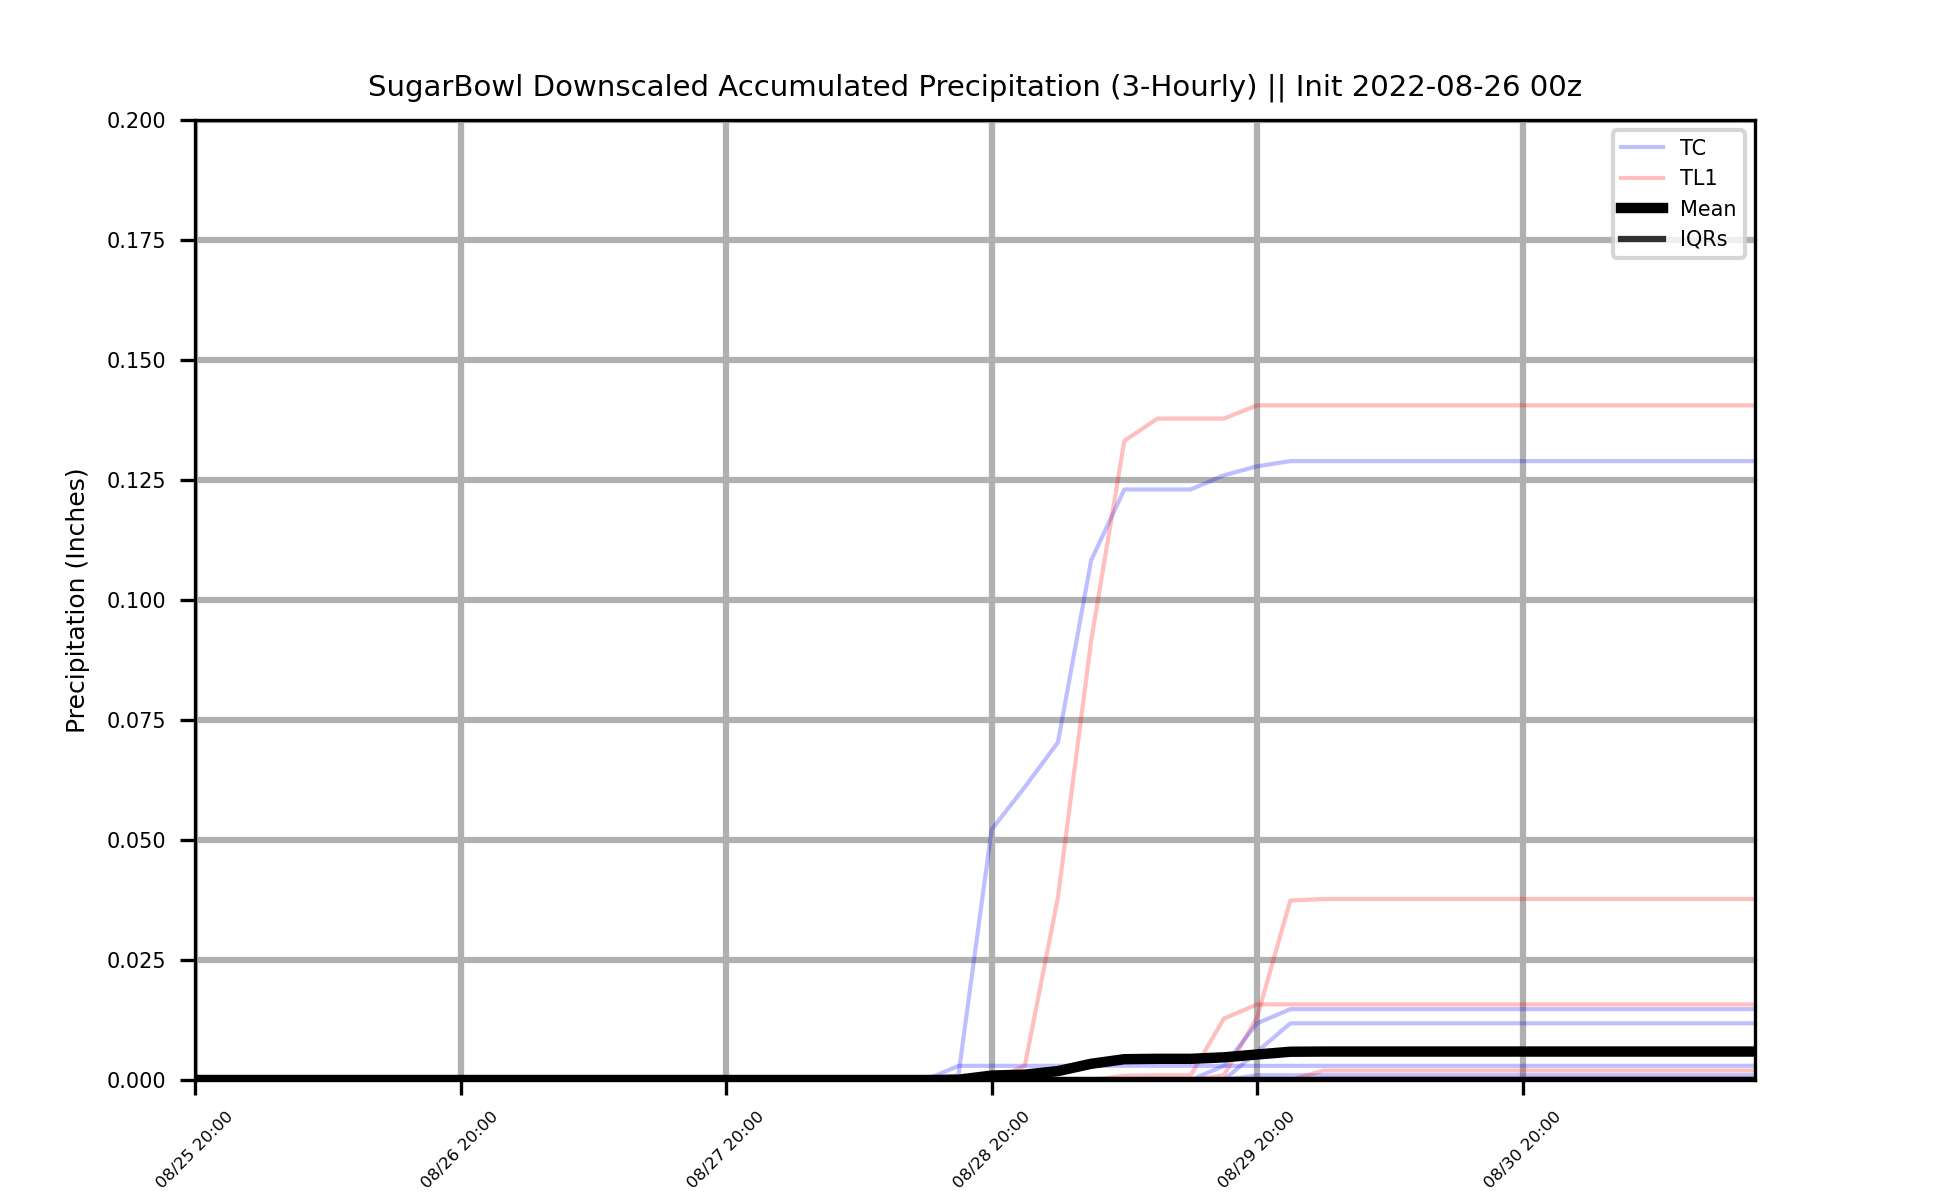 SugarBowl Downscaled Accumulated Precipitation (3-Hourly) || Init 2022-08-26 00z
TC
TL1
Mean
IQRs
Precipitation (Inches)
0.200
0.175
0.150
0.125
0.100
0.075
0.050
0.025
0.000
08/25 20:00
08/26 20:00
08/27 20:00
08/28 20:00
08/29 20:00
08/30 20:00